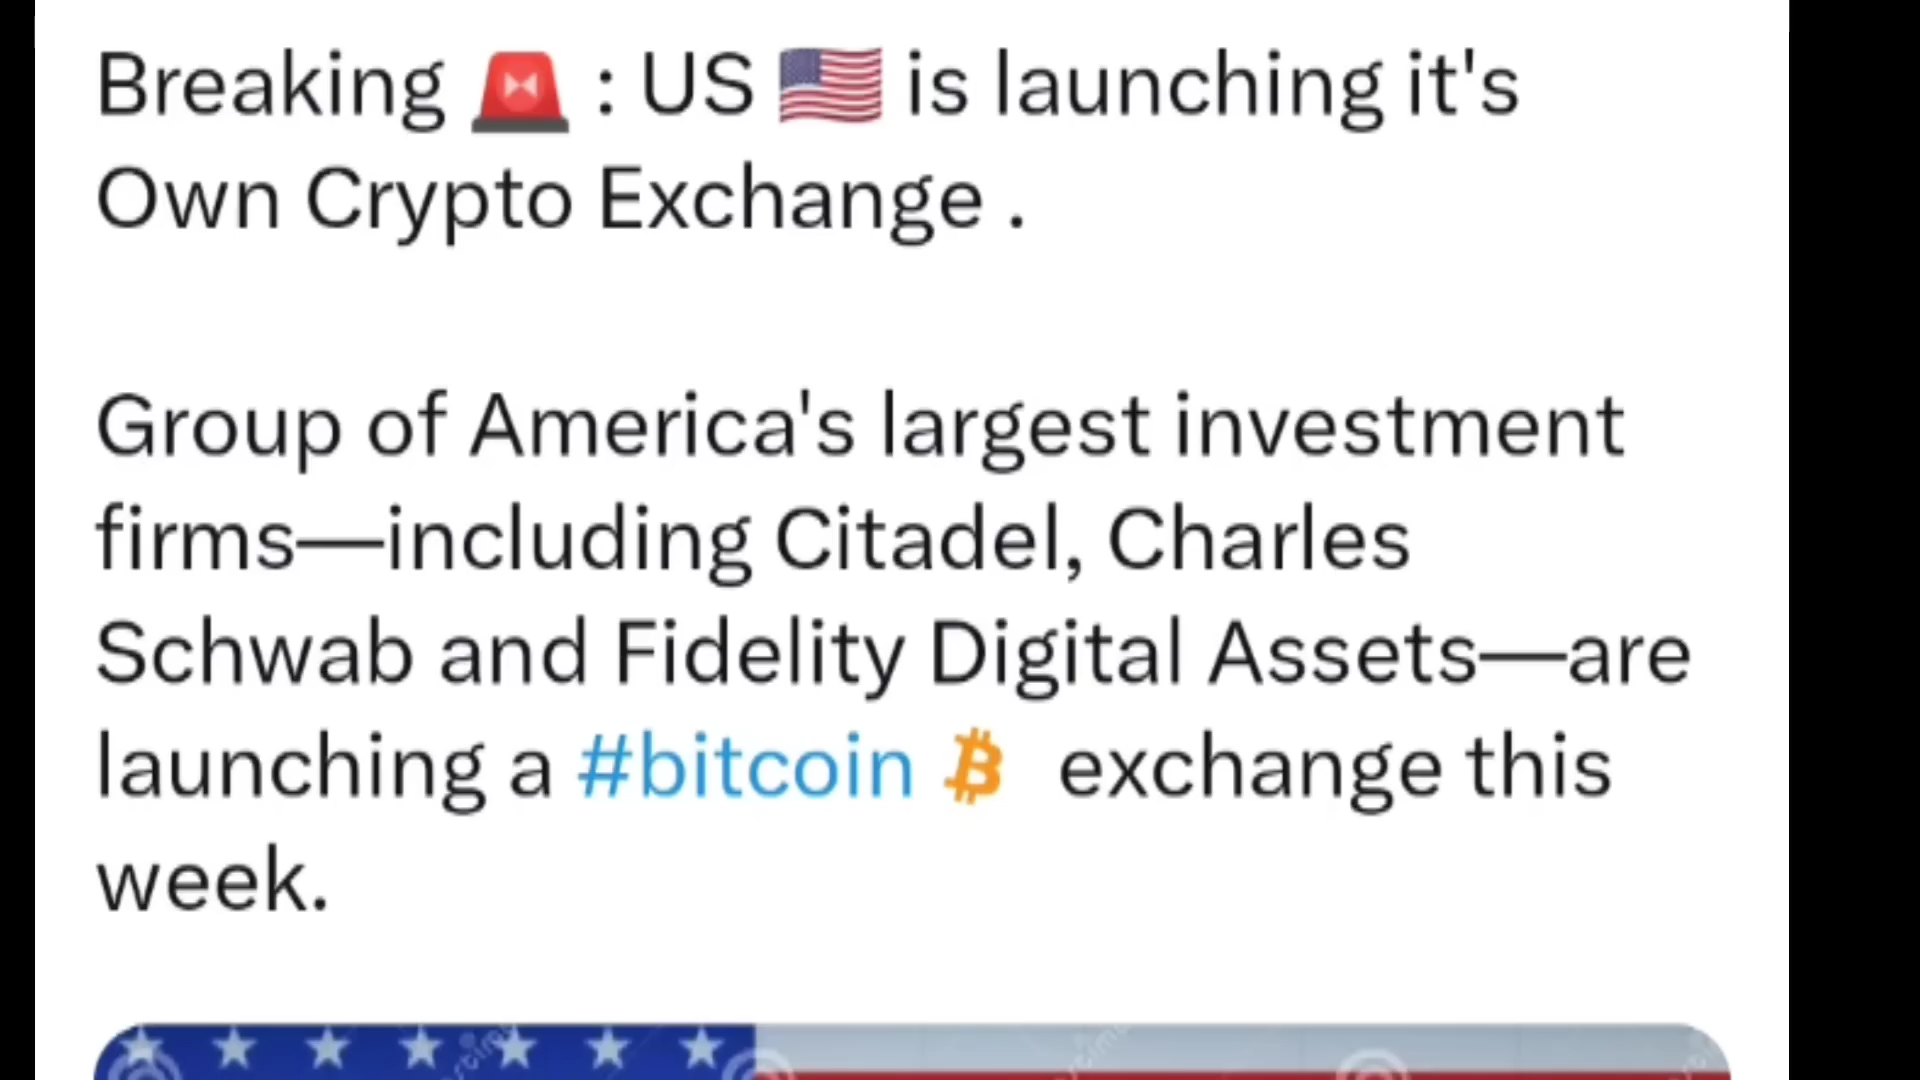 Breaking 🚨 : US 🇺🇸 is launching it's
Own Crypto Exchange .
Group of America's largest investment
firms—including Citadel, Charles
Schwab and Fidelity Digital Assets—are
launching a #bitcoin ₿ exchange this
week.